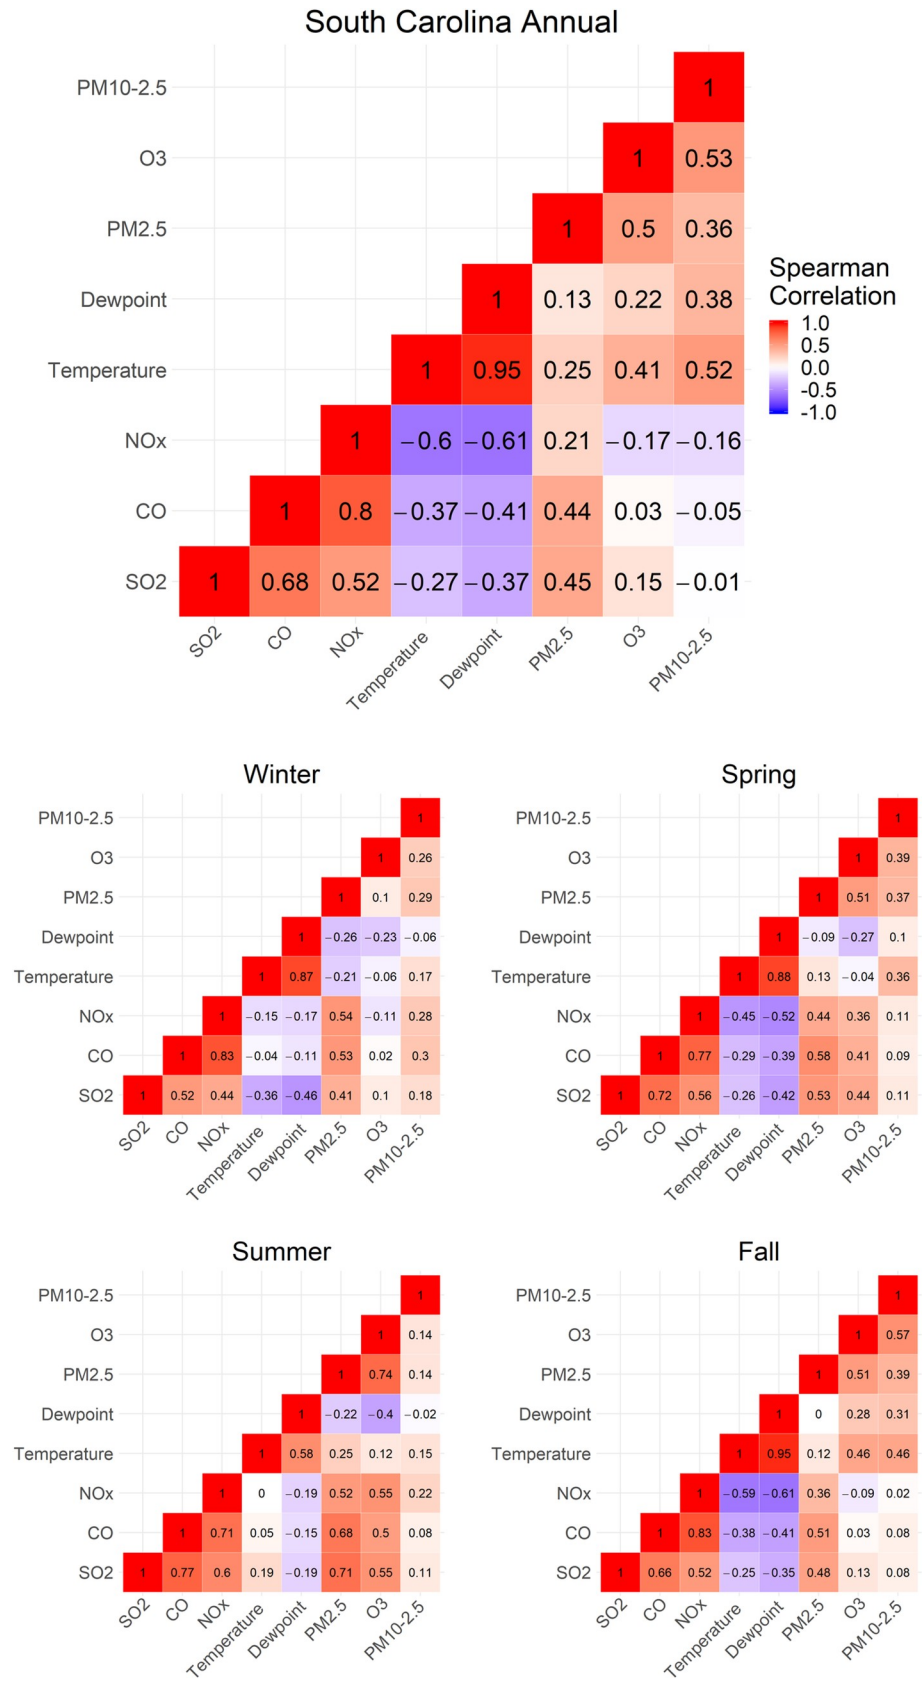 South Carolina Annual
PM10-2.5 1
O3 1 0.53
PM2.5 1 0.5 0.36
Dewpoint 1 0.13 0.22 0.38
Temperature 1 0.95 0.25 0.41 0.52
NOx 1 −0.6 −0.61 0.21 −0.17 −0.16
CO 1 0.8 −0.37 −0.41 0.44 0.03 −0.05
SO2 1 0.68 0.52 −0.27 −0.37 0.45 0.15 −0.01
SO2 CO NOx Temperature Dewpoint PM2.5 O3 PM10-2.5
Spearman
Correlation
1.0
0.5
0.0
-0.5
-1.0
Winter
PM10-2.5 1
O3 1 0.26
PM2.5 1 0.1 0.29
Dewpoint 1 −0.26 −0.23 −0.06
Temperature 1 0.87 −0.21 −0.06 0.17
NOx 1 −0.15 −0.17 0.54 −0.11 0.28
CO 1 0.83 −0.04 −0.11 0.53 0.02 0.3
SO2 1 0.52 0.44 −0.36 −0.46 0.41 0.1 0.18
SO2 CO NOx Temperature Dewpoint PM2.5 O3 PM10-2.5
Spring
PM10-2.5 1
O3 1 0.39
PM2.5 1 0.51 0.37
Dewpoint 1 −0.09 −0.27 0.1
Temperature 1 0.88 0.13 −0.04 0.36
NOx 1 −0.45 −0.52 0.44 0.36 0.11
CO 1 0.77 −0.29 −0.39 0.58 0.41 0.09
SO2 1 0.72 0.56 −0.26 −0.42 0.53 0.44 0.11
SO2 CO NOx Temperature Dewpoint PM2.5 O3 PM10-2.5
Summer
PM10-2.5 1
O3 1 0.14
PM2.5 1 0.74 0.14
Dewpoint 1 −0.22 −0.4 −0.02
Temperature 1 0.58 0.25 0.12 0.15
NOx 1 0 −0.19 0.52 0.55 0.22
CO 1 0.71 0.05 −0.15 0.68 0.5 0.08
SO2 1 0.77 0.6 0.19 −0.19 0.71 0.55 0.11
SO2 CO NOx Temperature Dewpoint PM2.5 O3 PM10-2.5
Fall
PM10-2.5 1
O3 1 0.57
PM2.5 1 0.51 0.39
Dewpoint 1 0 0.28 0.31
Temperature 1 0.95 0.12 0.46 0.46
NOx 1 −0.59 −0.61 0.36 −0.09 0.02
CO 1 0.83 −0.38 −0.41 0.51 0.03 0.08
SO2 1 0.66 0.52 −0.25 −0.35 0.48 0.13 0.08
SO2 CO NOx Temperature Dewpoint PM2.5 O3 PM10-2.5